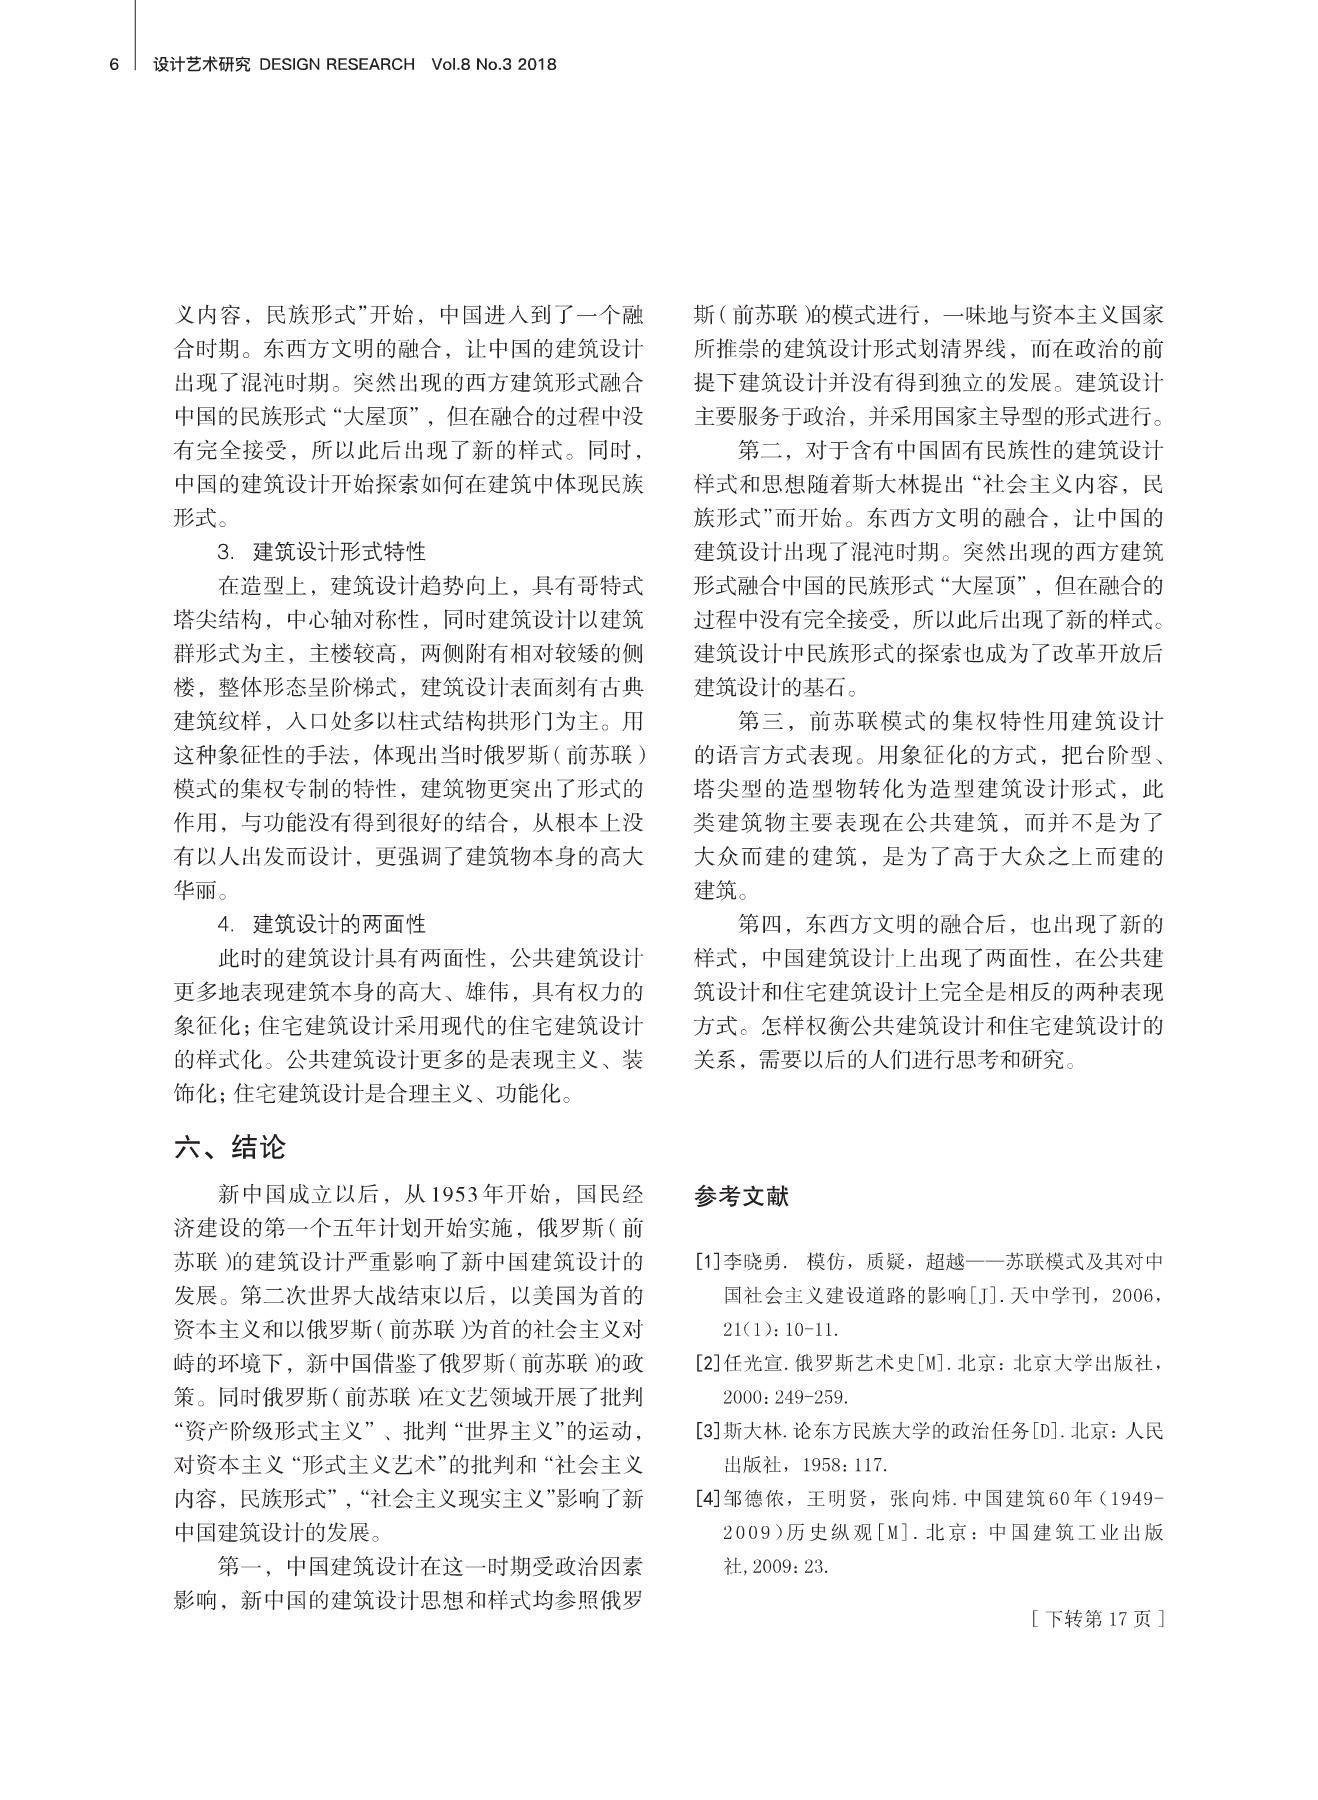 6 设计艺术研究 DESIGN RESEARCH Vol.8 No.3 2018
义内容，民族形式”开始，中国进入到了一个融
合时期。东西方文明的融合，让中国的建筑设计
出现了混沌时期。突然出现的西方建筑形式融合
中国的民族形式“大屋顶”，但在融合的过程中没
有完全接受，所以此后出现了新的样式。同时，
中国的建筑设计开始探索如何在建筑中体现民族
形式。
3. 建筑设计形式特性
在造型上，建筑设计趋势向上，具有哥特式
塔尖结构，中心轴对称性，同时建筑设计以建筑
群形式为主，主楼较高，两侧附有相对较矮的侧
楼，整体形态呈阶梯式，建筑设计表面刻有古典
建筑纹样，入口处多以柱式结构拱形门为主。用
这种象征性的手法，体现出当时俄罗斯（前苏联）
模式的集权专制的特性，建筑物更突出了形式的
作用，与功能没有得到很好的结合，从根本上没
有以人出发而设计，更强调了建筑物本身的高大
华丽。
4. 建筑设计的两面性
此时的建筑设计具有两面性，公共建筑设计
更多地表现建筑本身的高大、雄伟，具有权力的
象征化；住宅建筑设计采用现代的住宅建筑设计
的样式化。公共建筑设计更多的是表现主义、装
饰化；住宅建筑设计是合理主义、功能化。
六、结论
新中国成立以后，从1953年开始，国民经
济建设的第一个五年计划开始实施，俄罗斯（前
苏联）的建筑设计严重影响了新中国建筑设计的
发展。第二次世界大战结束以后，以美国为首的
资本主义和以俄罗斯（前苏联）为首的社会主义对
峙的环境下，新中国借鉴了俄罗斯（前苏联）的政
策。同时俄罗斯（前苏联）在文艺领域开展了批判
“资产阶级形式主义”、批判“世界主义”的运动，
对资本主义“形式主义艺术”的批判和“社会主义
内容，民族形式”，“社会主义现实主义”影响了新
中国建筑设计的发展。
第一，中国建筑设计在这一时期受政治因素
影响，新中国的建筑设计思想和样式均参照俄罗
斯（前苏联）的模式进行，一味地与资本主义国家
所推崇的建筑设计形式划清界线，而在政治的前
提下建筑设计并没有得到独立的发展。建筑设计
主要服务于政治，并采用国家主导型的形式进行。
第二，对于含有中国固有民族性的建筑设计
样式和思想随着斯大林提出“社会主义内容，民
族形式”而开始。东西方文明的融合，让中国的
建筑设计出现了混沌时期。突然出现的西方建筑
形式融合中国的民族形式“大屋顶”，但在融合的
过程中没有完全接受，所以此后出现了新的样式。
建筑设计中民族形式的探索也成为了改革开放后
建筑设计的基石。
第三，前苏联模式的集权特性用建筑设计
的语言方式表现。用象征化的方式，把台阶型、
塔尖型的造型物转化为造型建筑设计形式，此
类建筑物主要表现在公共建筑，而并不是为了
大众而建的建筑，是为了高于大众之上而建的
建筑。
第四，东西方文明的融合后，也出现了新的
样式，中国建筑设计上出现了两面性，在公共建
筑设计和住宅建筑设计上完全是相反的两种表现
方式。怎样权衡公共建筑设计和住宅建筑设计的
关系，需要以后的人们进行思考和研究。
参考文献
[1]李晓勇. 模仿，质疑，超越——苏联模式及其对中
国社会主义建设道路的影响[J].天中学刊，2006，
21(1)：10-11.
[2]任光宣.俄罗斯艺术史[M].北京：北京大学出版社，
2000：249-259.
[3]斯大林.论东方民族大学的政治任务[D].北京：人民
出版社，1958：117.
[4]邹德侬，王明贤，张向炜.中国建筑60年（1949-
2009）历史纵观[M].北京：中国建筑工业出版
社,2009：23.
［下转第 17 页］